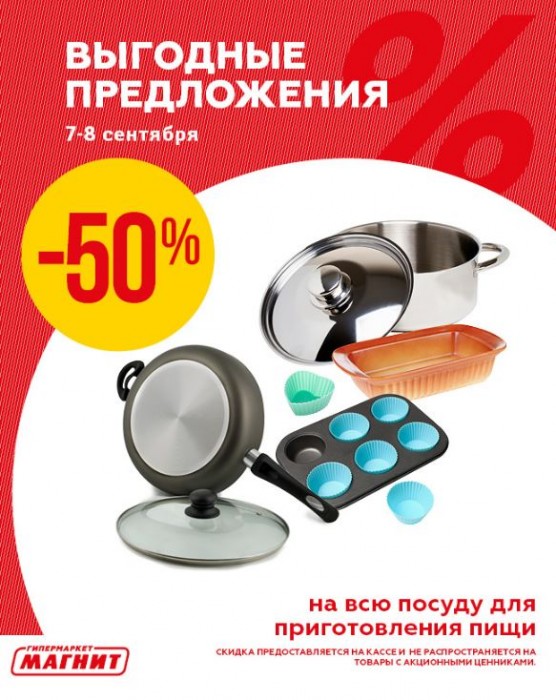 ВЫГОДНЫЕ
ПРЕДЛОЖЕНИЯ
7-8 сентября
-50%
на всю посуду для
приготовления пищи
СКИДКА ПРЕДОСТАВЛЯЕТСЯ НА КАССЕ И НЕ РАСПРОСТРАНЯЕТСЯ НА
ТОВАРЫ С АКЦИОННЫМИ ЦЕННИКАМИ.
ГИПЕРМАРКЕТ
МАГНИТ